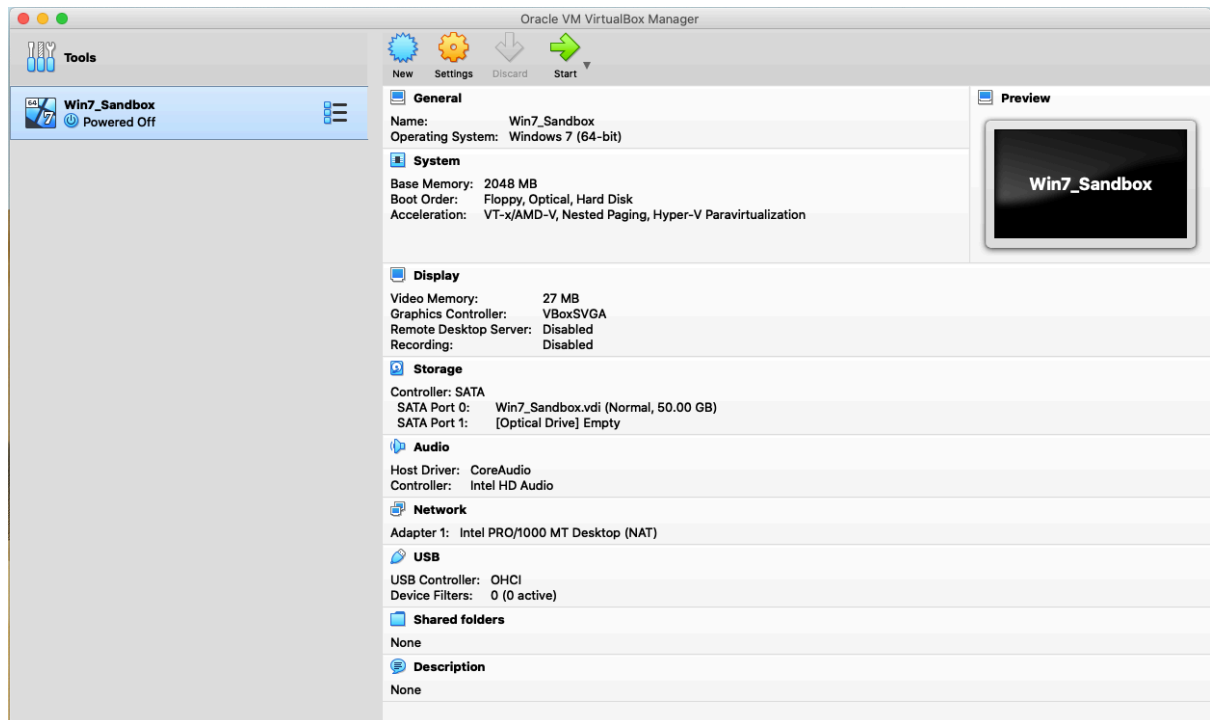 Oracle VM VirtualBox Manager
Tools
New Settings Discard Start
64 7 Win7_Sandbox
Powered Off
General
Name: Win7_Sandbox
Operating System: Windows 7 (64-bit)
Preview
Win7_Sandbox
System
Base Memory: 2048 MB
Boot Order: Floppy, Optical, Hard Disk
Acceleration: VT-x/AMD-V, Nested Paging, Hyper-V Paravirtualization
Display
Video Memory: 27 MB
Graphics Controller: VBoxSVGA
Remote Desktop Server: Disabled
Recording: Disabled
Storage
Controller: SATA
SATA Port 0: Win7_Sandbox.vdi (Normal, 50.00 GB)
SATA Port 1: [Optical Drive] Empty
Audio
Host Driver: CoreAudio
Controller: Intel HD Audio
Network
Adapter 1: Intel PRO/1000 MT Desktop (NAT)
USB
USB Controller: OHCI
Device Filters: 0 (0 active)
Shared folders
None
Description
None